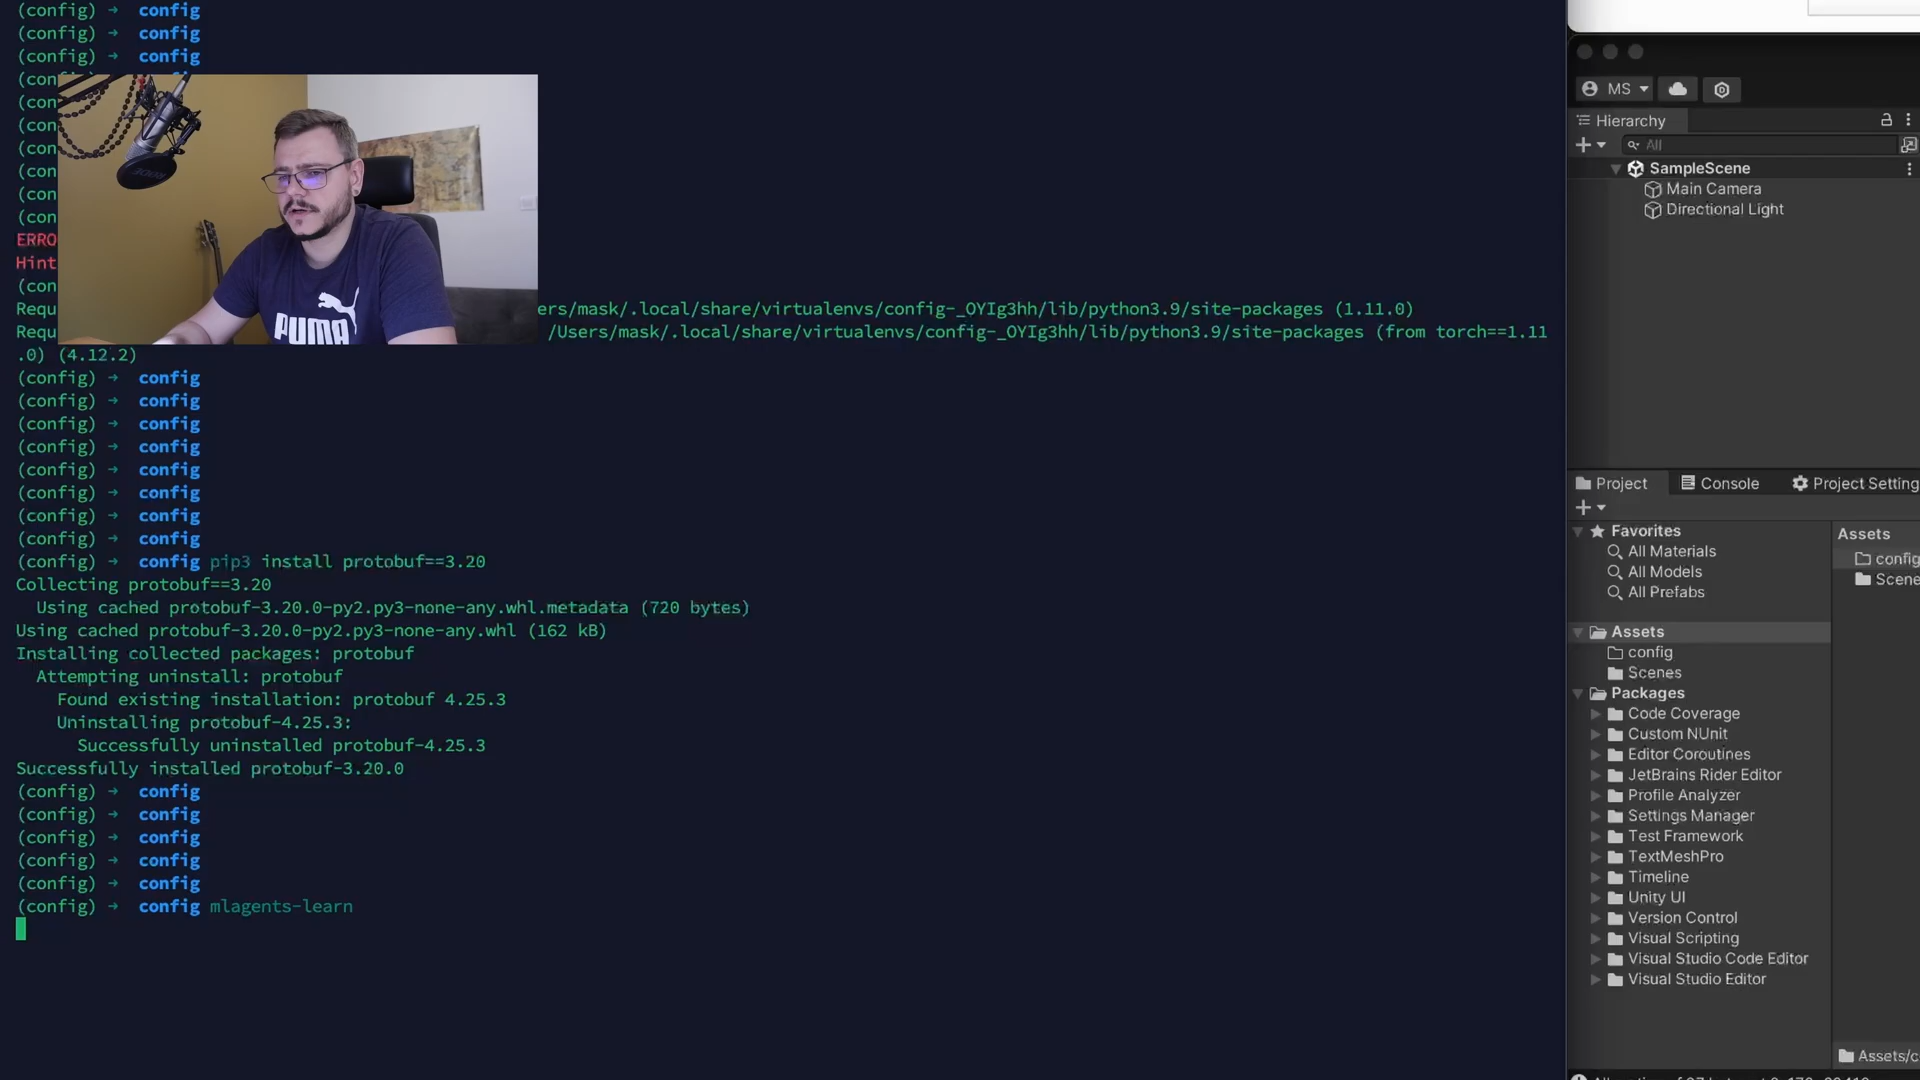 (config) → config
(config) → config
(config) → config
(con
(con
(con
(con
(con
(con
(con
ERRO
Hint
(con
Requ ers/mask/.local/share/virtualenvs/config-_OYIg3hh/lib/python3.9/site-packages (1.11.0)
Requ /Users/mask/.local/share/virtualenvs/config-_OYIg3hh/lib/python3.9/site-packages (from torch==1.11
.0) (4.12.2)
(config) → config
(config) → config
(config) → config
(config) → config
(config) → config
(config) → config
(config) → config
(config) → config
(config) → config pip3 install protobuf==3.20
Collecting protobuf==3.20
Using cached protobuf-3.20.0-py2.py3-none-any.whl.metadata (720 bytes)
Using cached protobuf-3.20.0-py2.py3-none-any.whl (162 kB)
Installing collected packages: protobuf
Attempting uninstall: protobuf
Found existing installation: protobuf 4.25.3
Uninstalling protobuf-4.25.3:
Successfully uninstalled protobuf-4.25.3
Successfully installed protobuf-3.20.0
(config) → config
(config) → config
(config) → config
(config) → config
(config) → config
(config) → config mlagents-learn
RODE
PUMA
MS
Hierarchy
All
SampleScene
Main Camera
Directional Light
Project
Console
Project Setting
Favorites
All Materials
All Models
All Prefabs
Assets
config
Scenes
Packages
Code Coverage
Custom NUnit
Editor Coroutines
JetBrains Rider Editor
Profile Analyzer
Settings Manager
Test Framework
TextMeshPro
Timeline
Unity UI
Version Control
Visual Scripting
Visual Studio Code Editor
Visual Studio Editor
Assets
config
Scene
Assets/c